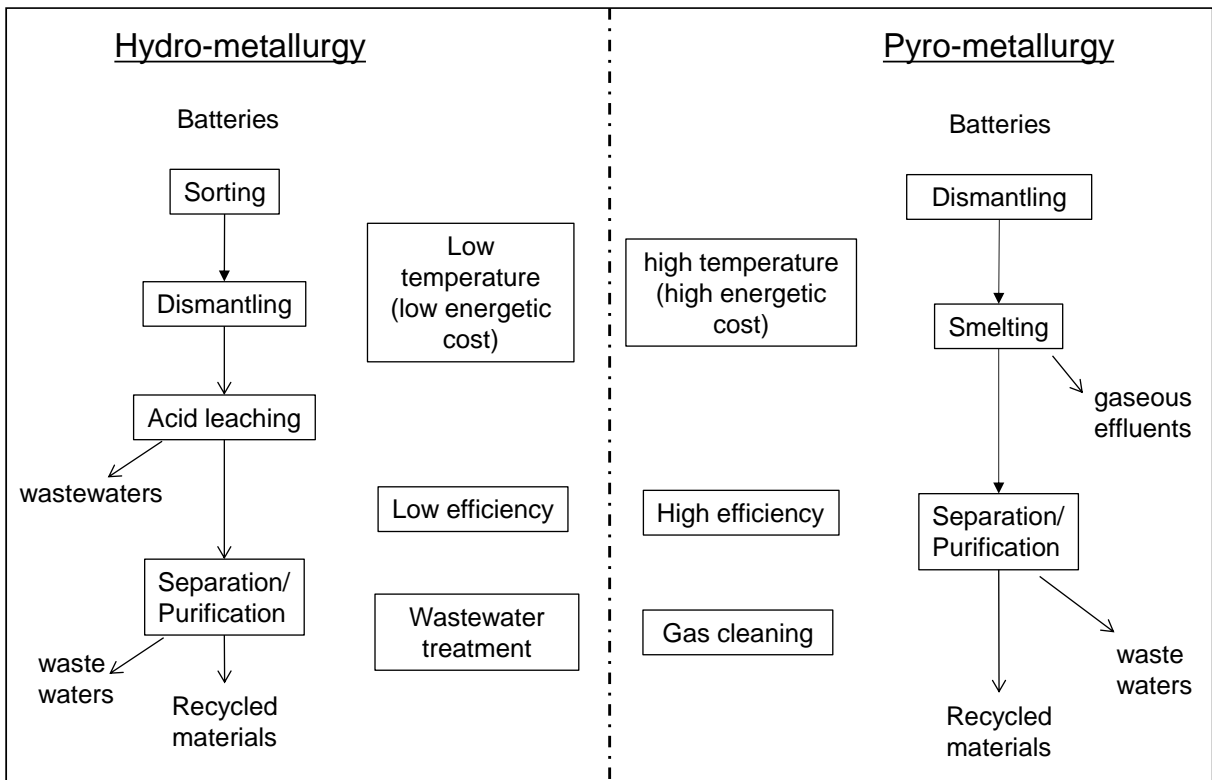 Hydro-metallurgy
Batteries
Sorting
Dismantling
Acid leaching
wastewaters
Separation/
Purification
waste
waters
Recycled
materials
Low
temperature
(low energetic
cost)
Low efficiency
Wastewater
treatment
Pyro-metallurgy
high temperature
(high energetic
cost)
High efficiency
Gas cleaning
Batteries
Dismantling
Smelting
gaseous
effluents
Separation/
Purification
waste
waters
Recycled
materials